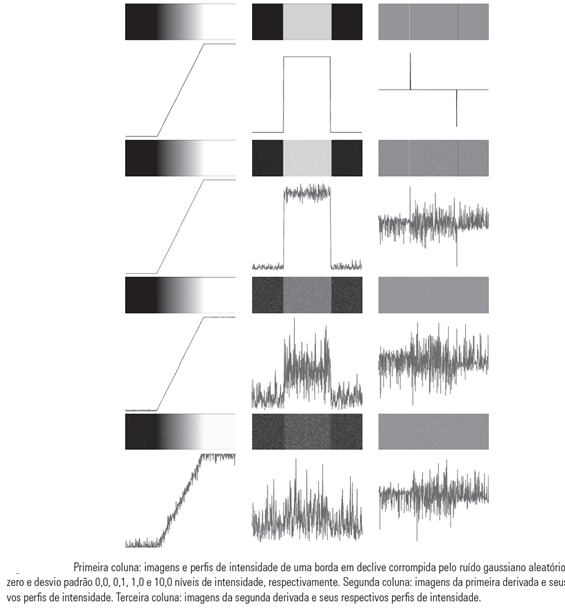 Primeira coluna: imagens e perfis de intensidade de uma borda em declive corrompida pelo ruído gaussiano aleatório
zero e desvio padrão 0,0, 0,1, 1,0 e 10,0 níveis de intensidade, respectivamente. Segunda coluna: imagens da primeira derivada e seus
vos perfis de intensidade. Terceira coluna: imagens da segunda derivada e seus respectivos perfis de intensidade.